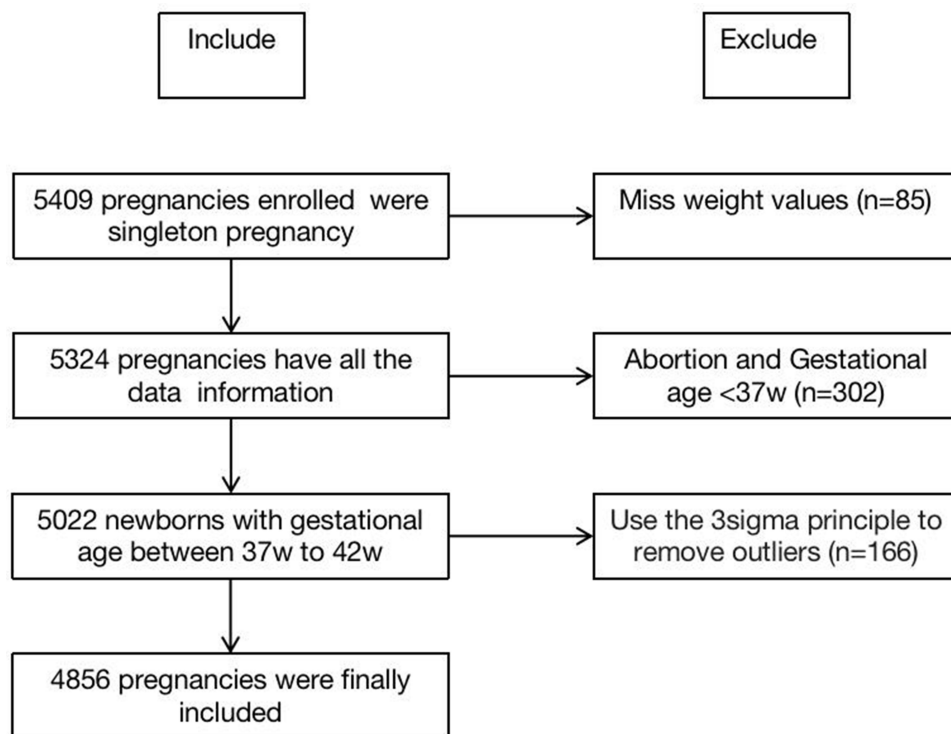 Include
Exclude
5409 pregnancies enrolled were
singleton pregnancy
Miss weight values (n=85)
5324 pregnancies have all the
data information
Abortion and Gestational
age <37w (n=302)
5022 newborns with gestational
age between 37w to 42w
Use the 3sigma principle to
remove outliers (n=166)
4856 pregnancies were finally
included